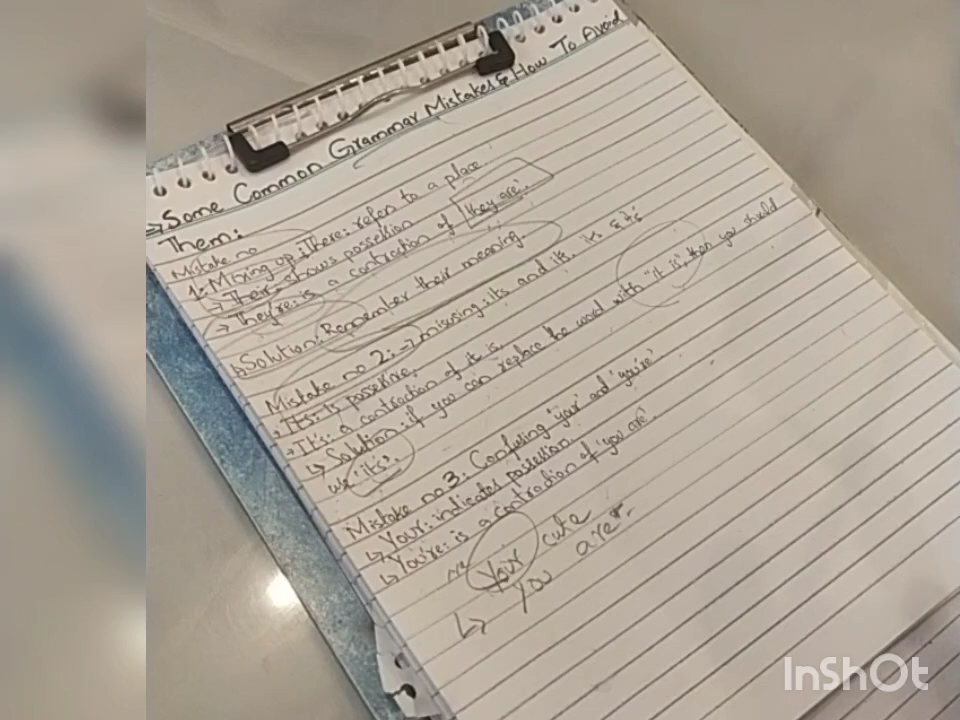 → Some Common Grammar Mistakes & How To Avoid
Them:
Mistake no
1: Mixing up: There: refers to a place.
→ Their: shows possession
→ They're: is a contraction of 'they are'.
↳ Solution: Remember their meaning.
Mistake no 2: → misusing: its and it's. its & it's
→ Its: is possesive.
→ It's: a contraction of it is.
↳ Solution: if you can replace the word with "it is", then you should
use 'it's'.
Mistake no 3: Confusing 'your' and 'you're'.
↳ Your: indicates possession.
↳ You're: is a contraction of 'you are'.
Your cute
↳ you are
InShOt